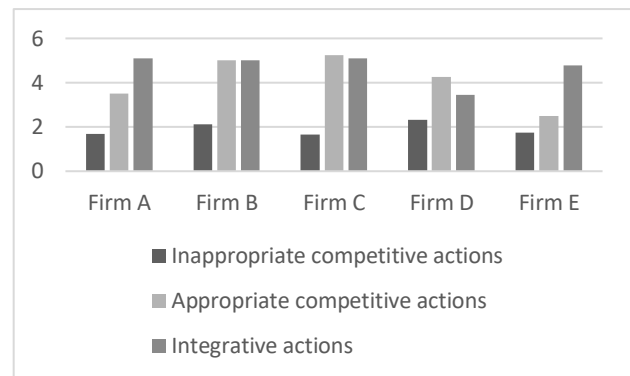 6
4
2
0
Firm A Firm B Firm C Firm D Firm E
Inappropriate competitive actions
Appropriate competitive actions
Integrative actions